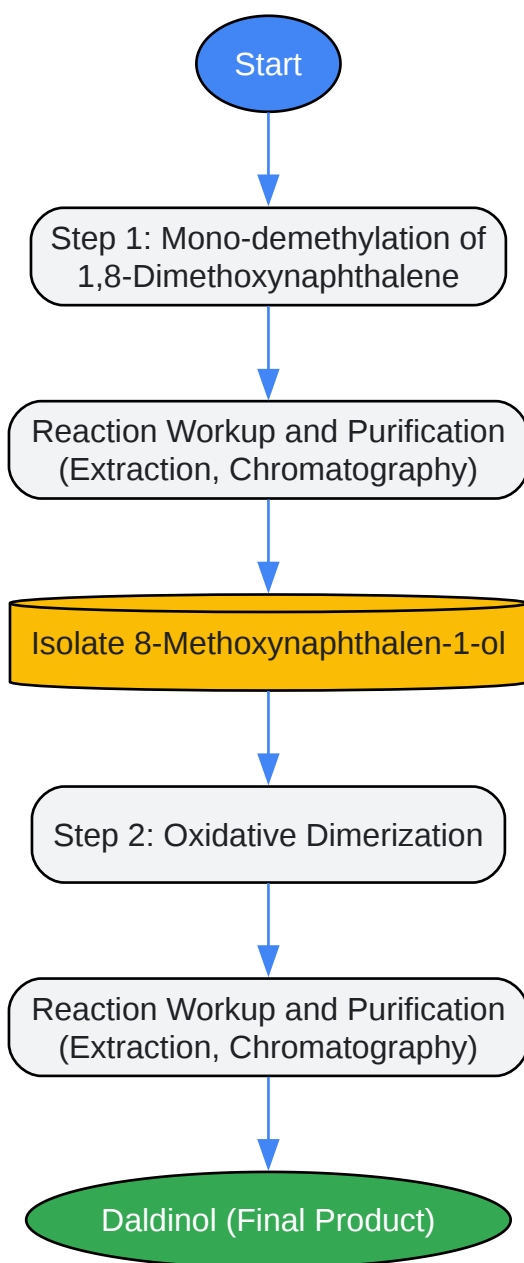 Start
Step 1: Mono-demethylation of
1,8-Dimethoxynaphthalene
Reaction Workup and Purification
(Extraction, Chromatography)
Isolate 8-Methoxynaphthalen-1-ol
Step 2: Oxidative Dimerization
Reaction Workup and Purification
(Extraction, Chromatography)
Daldinol (Final Product)